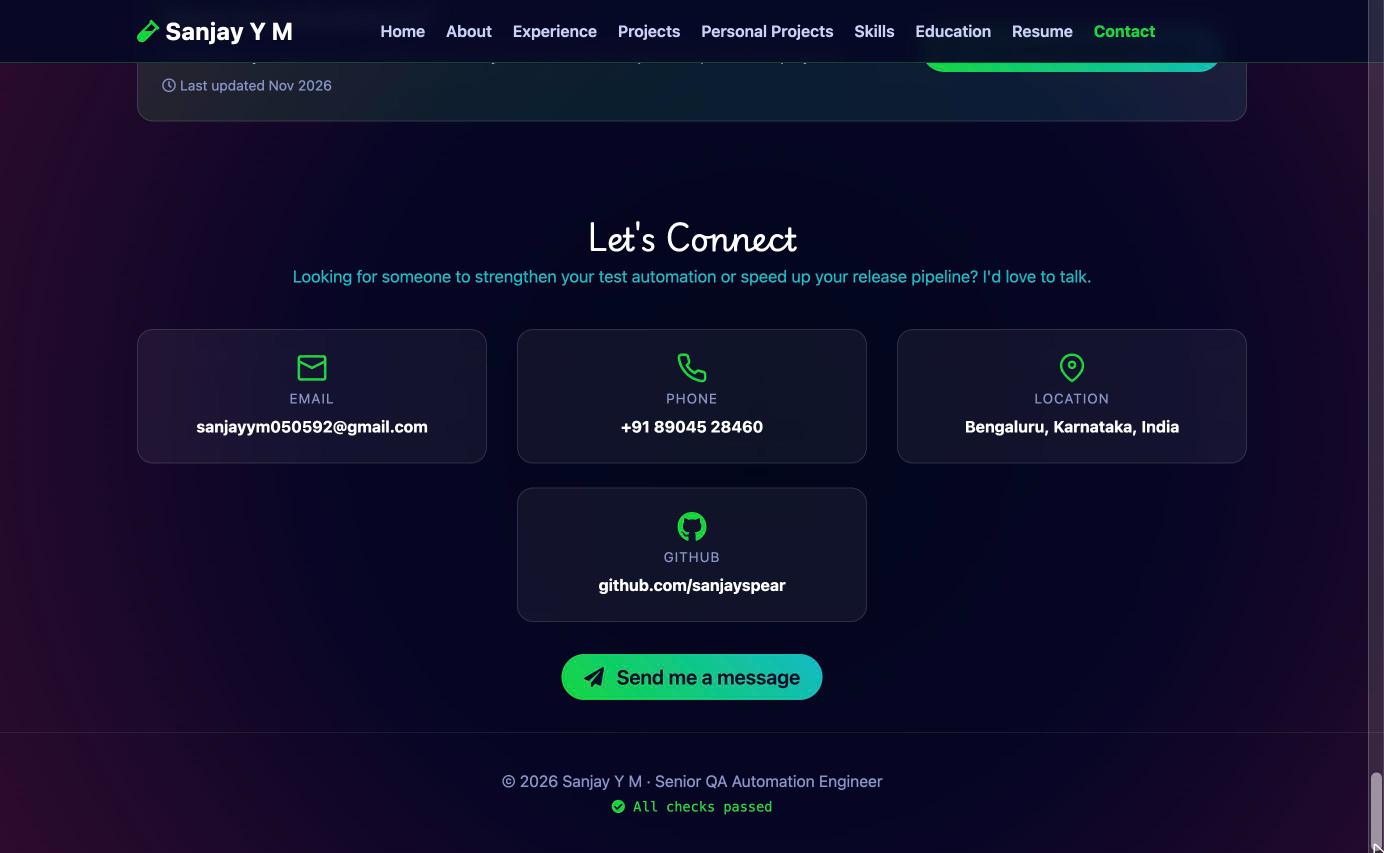 Sanjay Y M
Home About Experience Projects Personal Projects Skills Education Resume Contact
Last updated Nov 2026
Let's Connect
Looking for someone to strengthen your test automation or speed up your release pipeline? I'd love to talk.
EMAIL
sanjayym050592@gmail.com
PHONE
+91 89045 28460
LOCATION
Bengaluru, Karnataka, India
GITHUB
github.com/sanjayspear
Send me a message
© 2026 Sanjay Y M · Senior QA Automation Engineer
All checks passed